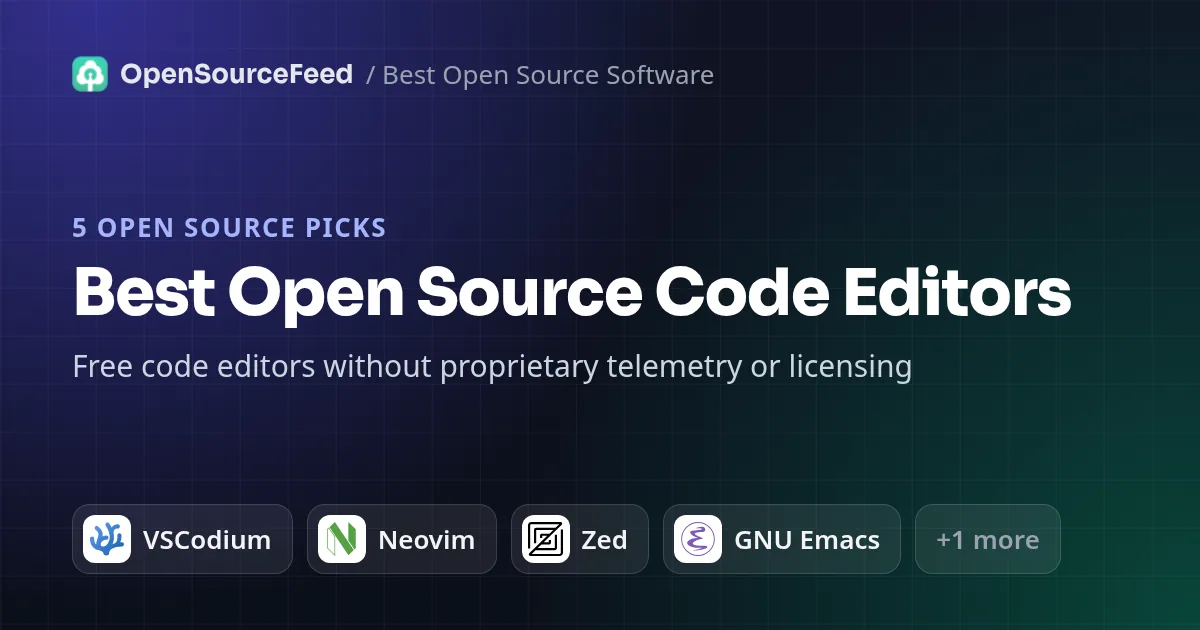 OpenSourceFeed / Best Open Source Software
5 OPEN SOURCE PICKS
Best Open Source Code Editors
Free code editors without proprietary telemetry or licensing
VSCodium Neovim Zed GNU Emacs +1 more